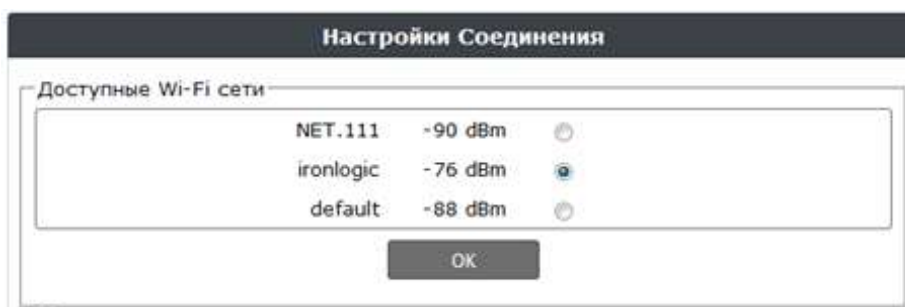 Настройки Соединения
Доступные Wi-Fi сети
NET.111 -90 dBm
ironlogic -76 dBm
default -88 dBm
OK